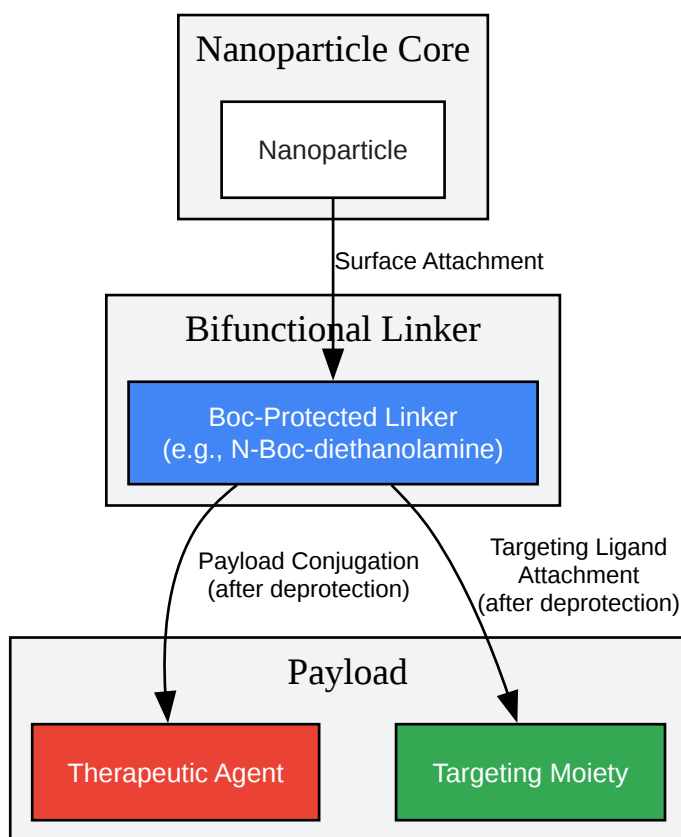 Nanoparticle Core
Nanoparticle
Surface Attachment
Bifunctional Linker
Boc-Protected Linker
(e.g., N-Boc-diethanolamine)
Payload Conjugation
(after deprotection)
Targeting Ligand
Attachment
(after deprotection)
Payload
Therapeutic Agent
Targeting Moiety